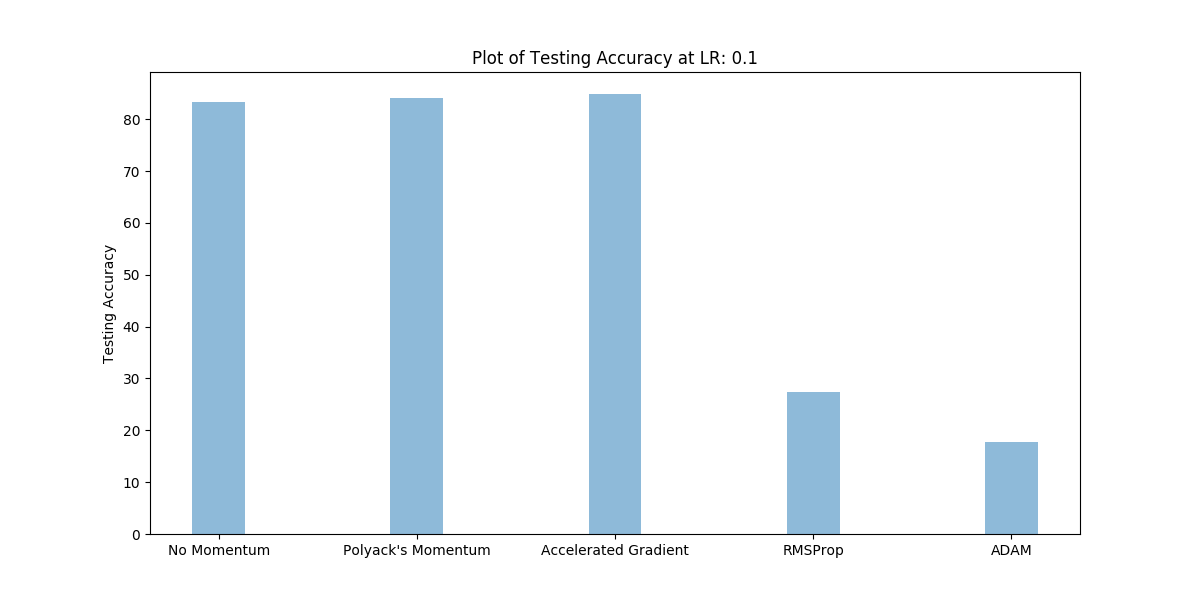 Plot of Testing Accuracy at LR: 0.1
Testing Accuracy
80
70
60
50
40
30
20
10
0
No Momentum
Polyack's Momentum
Accelerated Gradient
RMSProp
ADAM